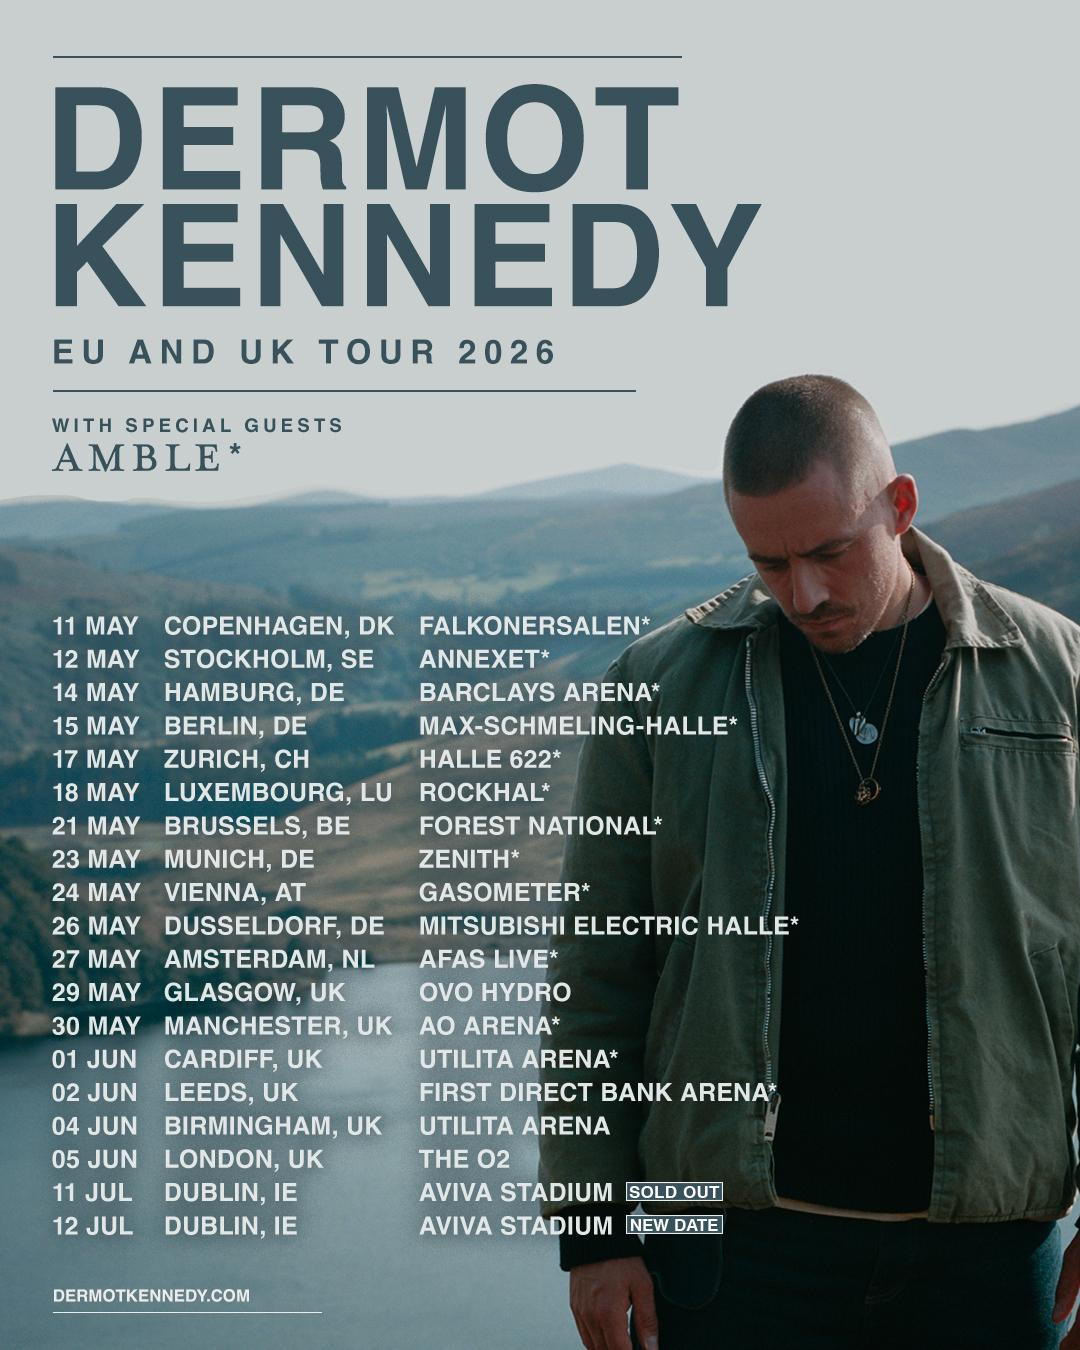 DERMOT
KENNEDY
EU AND UK TOUR 2026
WITH SPECIAL GUESTS
AMBLE*
11 MAY COPENHAGEN, DK FALKONERSALEN*
12 MAY STOCKHOLM, SE ANNEXET*
14 MAY HAMBURG, DE BARCLAYS ARENA*
15 MAY BERLIN, DE MAX-SCHMELING-HALLE*
17 MAY ZURICH, CH HALLE 622*
18 MAY LUXEMBOURG, LU ROCKHAL*
21 MAY BRUSSELS, BE FOREST NATIONAL*
23 MAY MUNICH, DE ZENITH*
24 MAY VIENNA, AT GASOMETER*
26 MAY DUSSELDORF, DE MITSUBISHI ELECTRIC HALLE*
27 MAY AMSTERDAM, NL AFAS LIVE*
29 MAY GLASGOW, UK OVO HYDRO
30 MAY MANCHESTER, UK AO ARENA*
01 JUN CARDIFF, UK UTILITA ARENA*
02 JUN LEEDS, UK FIRST DIRECT BANK ARENA*
04 JUN BIRMINGHAM, UK UTILITA ARENA
05 JUN LONDON, UK THE O2
11 JUL DUBLIN, IE AVIVA STADIUM SOLD OUT
12 JUL DUBLIN, IE AVIVA STADIUM NEW DATE
DERMOTKENNEDY.COM